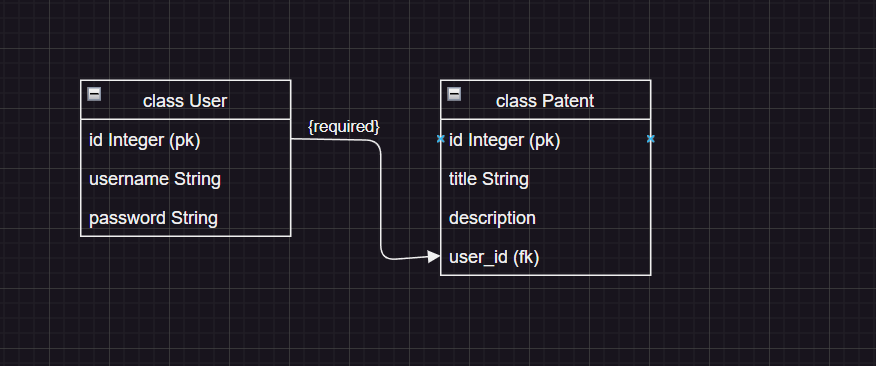 class User
id Integer (pk)
username String
password String
{required}
class Patent
id Integer (pk)
title String
description
user_id (fk)